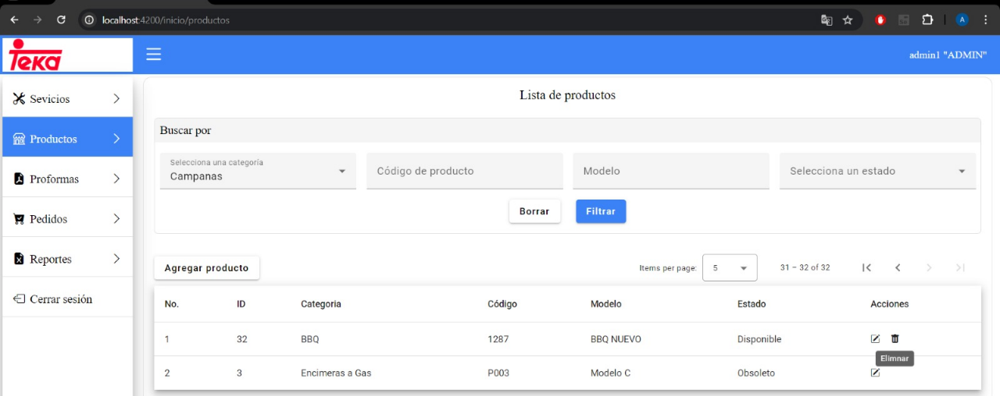 localhost:4200/inicio/productos
A
Teka
admin1 "ADMIN"
Sevicios
Productos
Proformas
Pedidos
Reportes
Cerrar sesión
Lista de productos
Buscar por
Selecciona una categoría
Campanas
Código de producto
Modelo
Selecciona un estado
Borrar
Filtrar
Agregar producto
Items per page: 5 31 – 32 of 32
No. ID Categoria Código Modelo Estado Acciones
1 32 BBQ 1287 BBQ NUEVO Disponible
Elimnar
2 3 Encimeras a Gas P003 Modelo C Obsoleto